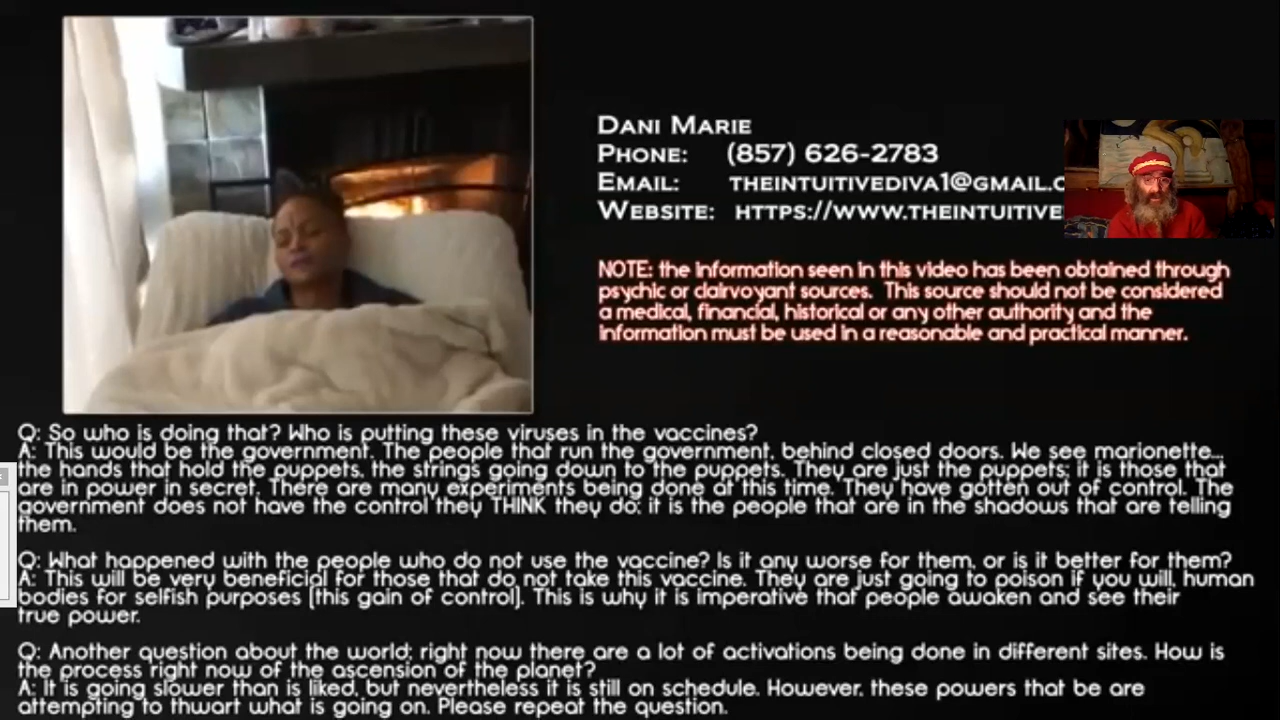 Dani Marie
Phone: (857) 626-2783
Email: theintuitivediva1@gmail.c
Website: https://www.theintuitive
NOTE: the information seen in this video has been obtained through
psychic or clairvoyant sources. This source should not be considered
a medical, financial, historical or any other authority and the
information must be used in a reasonable and practical manner.
Q: So who is doing that? Who is putting these viruses in the vaccines?
A: This would be the government. The people that run the government, behind closed doors. We see marionette...
the hands that hold the puppets, the strings going down to the puppets. They are just the puppets; it is those that
are in power in secret. There are many experiments being done at this time. They have gotten out of control. The
government does not have the control they THINK they do; it is the people that are in the shadows that are telling
them.
Q: What happened with the people who do not use the vaccine? Is it any worse for them, or is it better for them?
A: This will be very beneficial for those that do not take this vaccine. They are just going to poison if you will, human
bodies for selfish purposes (this gain of control). This is why it is imperative that people awaken and see their
true power.
Q: Another question about the world; right now there are a lot of activations being done in different sites. How is
the process right now of the ascension of the planet?
A: It is going slower than is liked, but nevertheless it is still on schedule. However, these powers that be are
attempting to thwart what is going on. Please repeat the question.